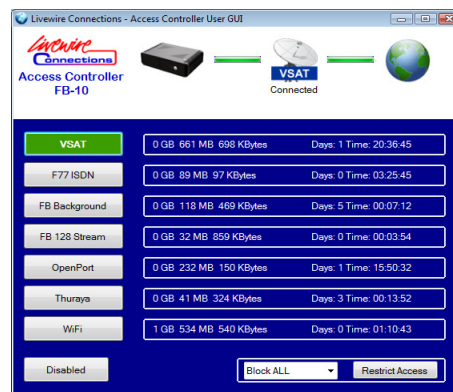 Livewire Connections - Access Controller User GUI
Livewire
Connections
Access Controller
FB-10
VSAT
Connected
VSAT 0 GB 661 MB 698 KBytes Days: 1 Time: 20:36:45
F77 ISDN 0 GB 89 MB 97 KBytes Days: 0 Time: 03:25:45
FB Background 0 GB 118 MB 469 KBytes Days: 5 Time: 00:07:12
FB 128 Stream 0 GB 32 MB 859 KBytes Days: 0 Time: 00:03:54
OpenPort 0 GB 232 MB 150 KBytes Days: 1 Time: 15:50:32
Thuraya 0 GB 41 MB 324 KBytes Days: 3 Time: 00:13:52
WiFi 1 GB 534 MB 540 KBytes Days: 0 Time: 01:10:43
Disabled Block ALL Restrict Access